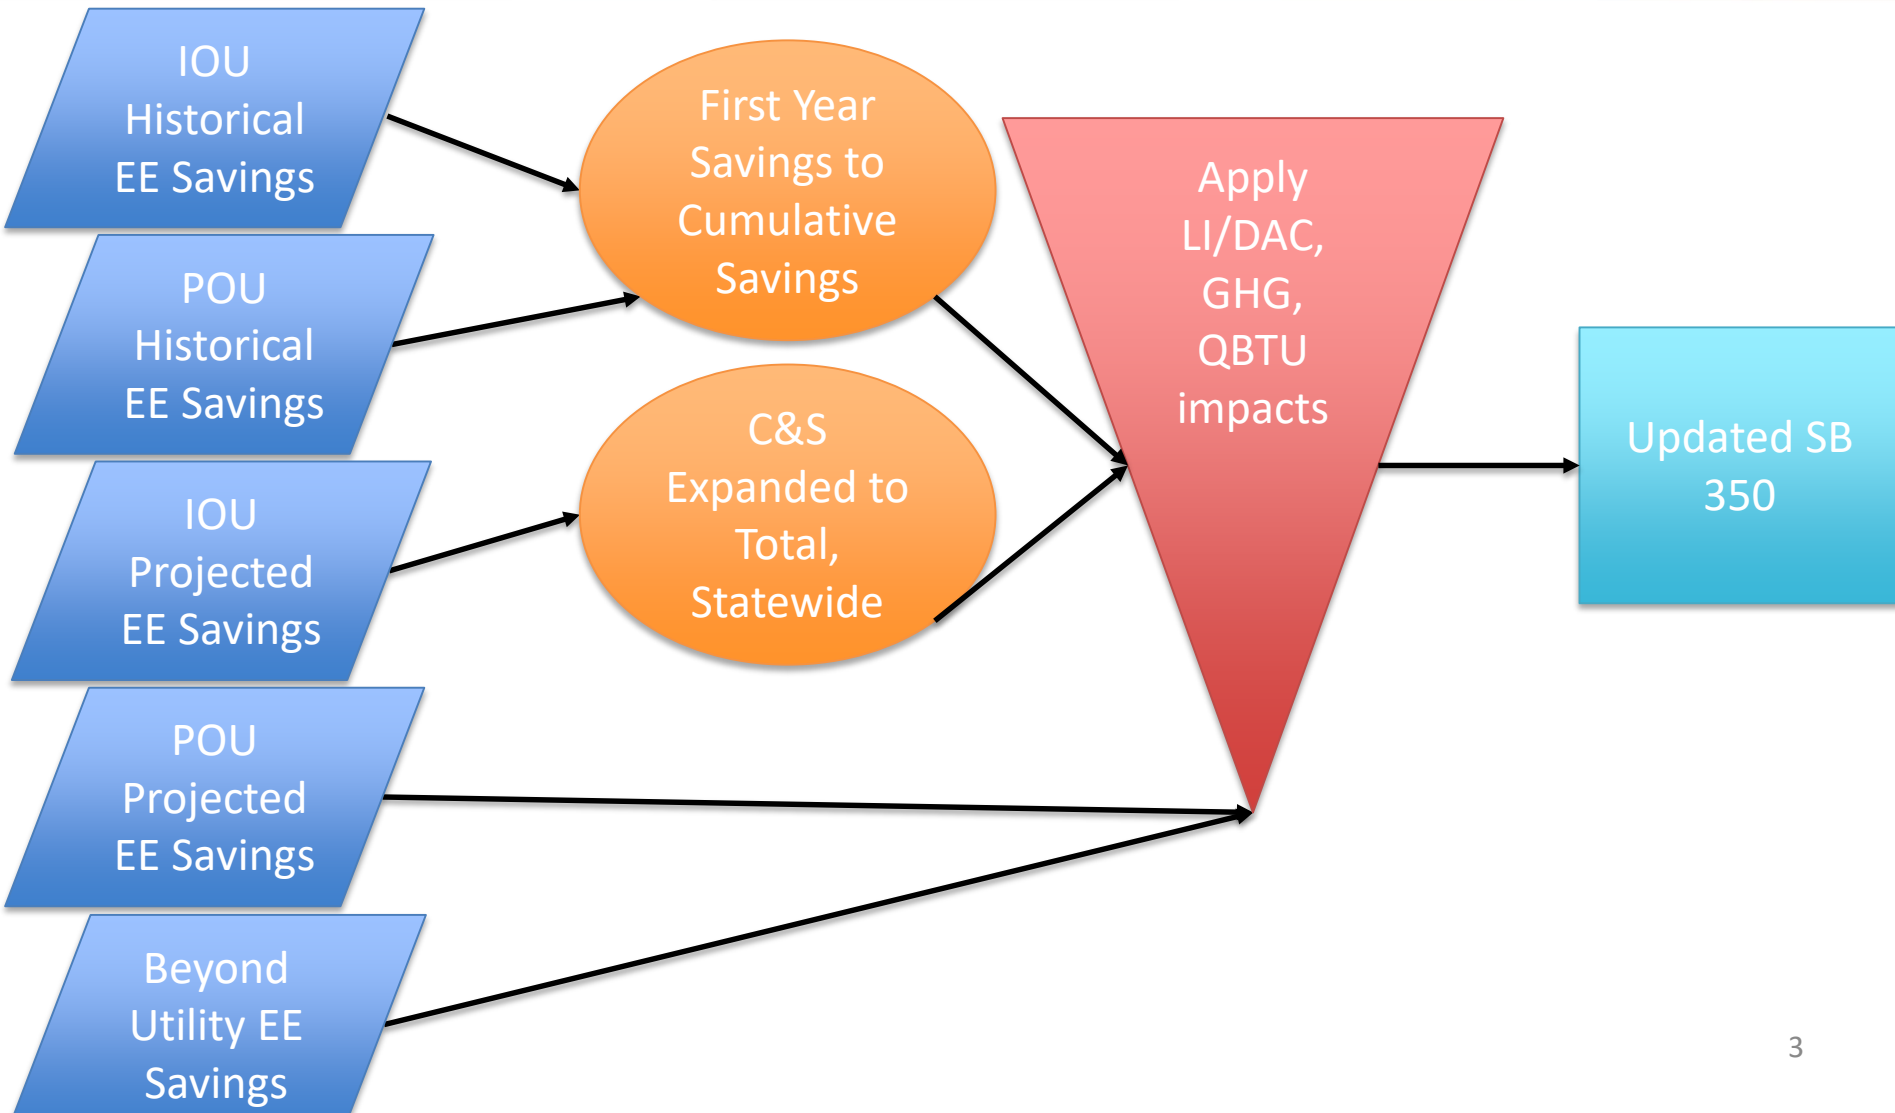 IOU
Historical
EE Savings
POU
Historical
EE Savings
IOU
Projected
EE Savings
POU
Projected
EE Savings
Beyond
Utility EE
Savings
First Year
Savings to
Cumulative
Savings
C&S
Expanded to
Total,
Statewide
Apply
LI/DAC,
GHG,
QBTU
impacts
Updated SB
350
3